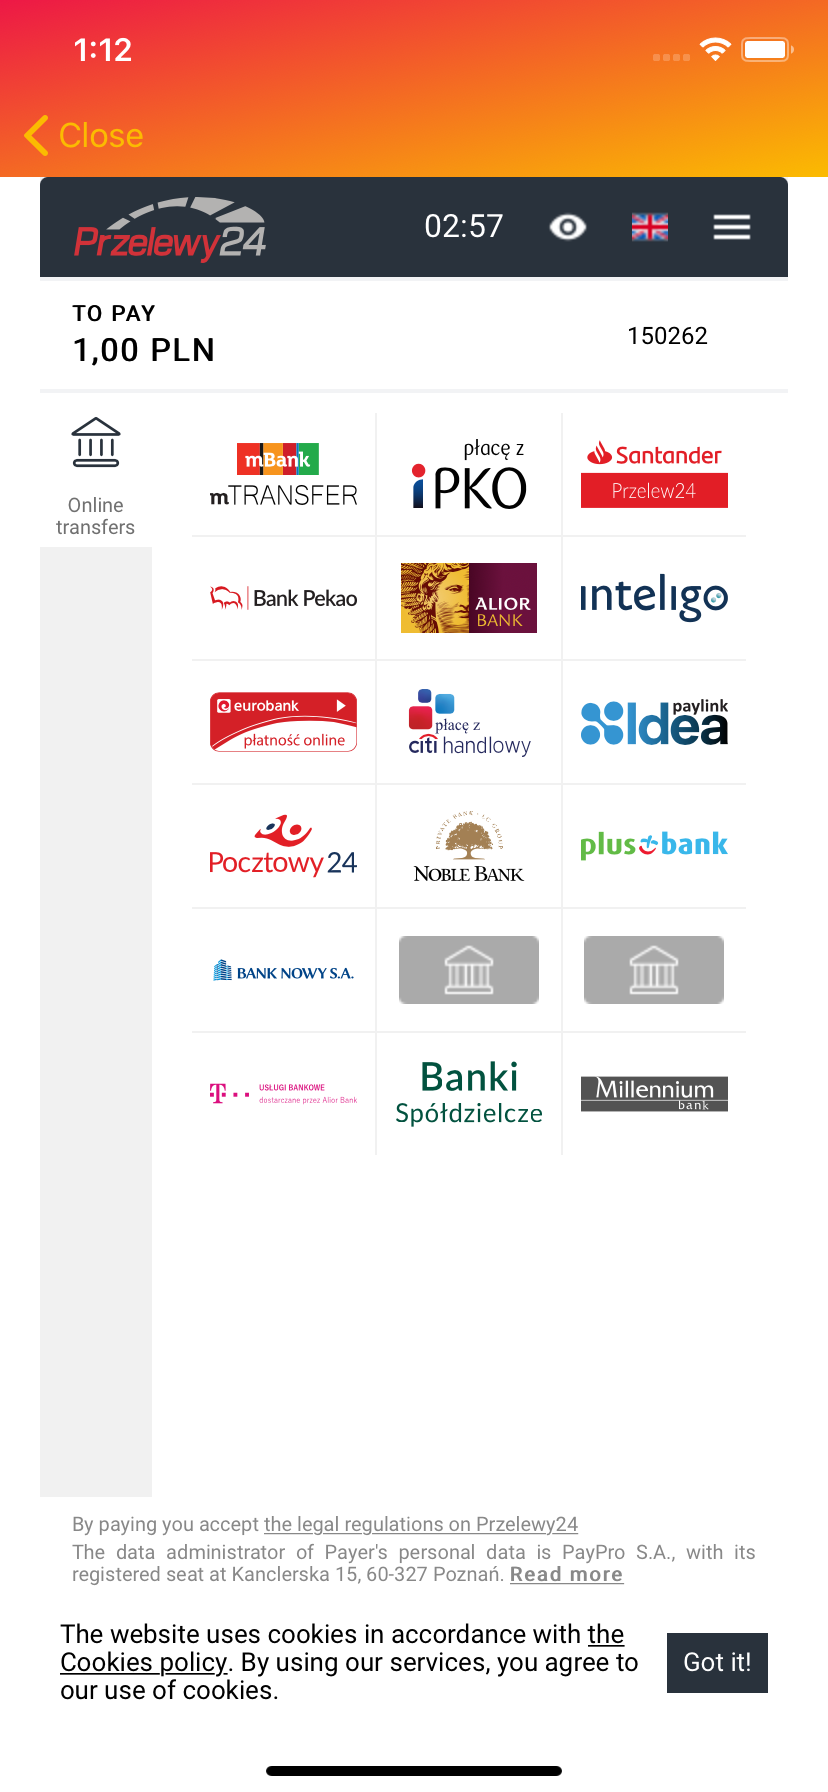 1:12
Close
Przelewy24
02:57
TO PAY
1,00 PLN
150262
Online
transfers
mBank
mTRANSFER
płacę z
iPKO
Santander
Przelew24
Bank Pekao
ALIOR
BANK
inteligo
eurobank
płatność online
płacę z
citi handlowy
paylink
Idea
Pocztowy24
PRIVATE BANK · LC GROUP
NOBLE BANK
plus bank
BANK NOWY S.A.
T
USŁUGI BANKOWE
dostarczane przez Alior Bank
Banki
Spółdzielcze
Millennium
bank
By paying you accept the legal regulations on Przelewy24
The data administrator of Payer's personal data is PayPro S.A., with its
registered seat at Kanclerska 15, 60-327 Poznań. Read more
The website uses cookies in accordance with the
Cookies policy. By using our services, you agree to
our use of cookies.
Got it!